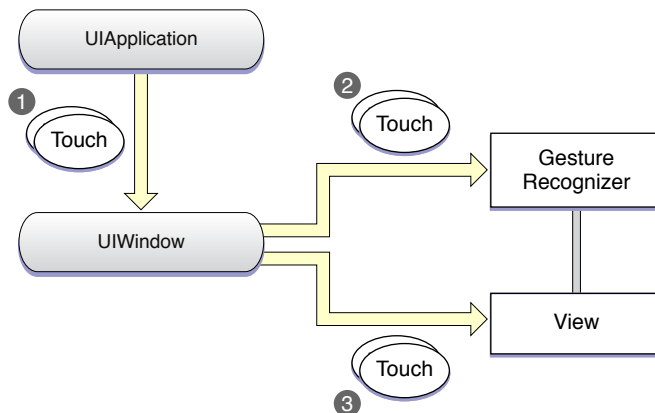 UIApplication
1
Touch
2
Touch
Gesture
Recognizer
UIWindow
View
Touch
3